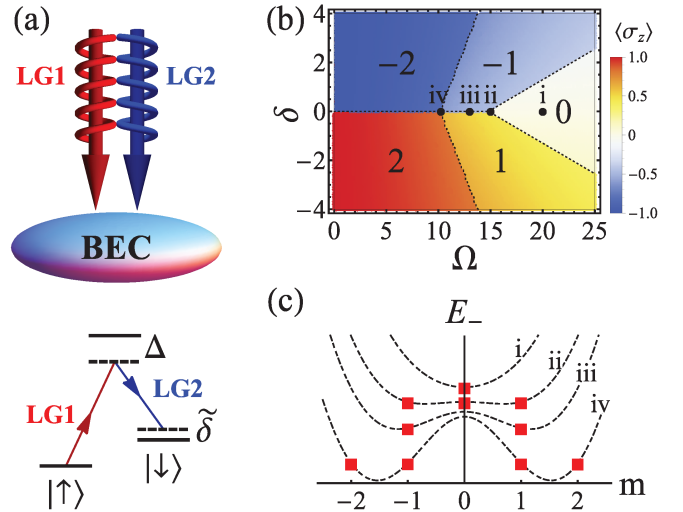 (a)
LG1 LG2
BEC
Δ
LG1 LG2
δ̃
|↑⟩ |↓⟩
(b)
⟨σz⟩
4
2
0
−2
−4
δ
−2 −1
iv iii ii i 0
2 1
0 5 10 15 20 25
Ω
1.0
0.5
0
−0.5
−1.0
(c)
E−
i
ii
iii
iv
−2 −1 0 1 2 m